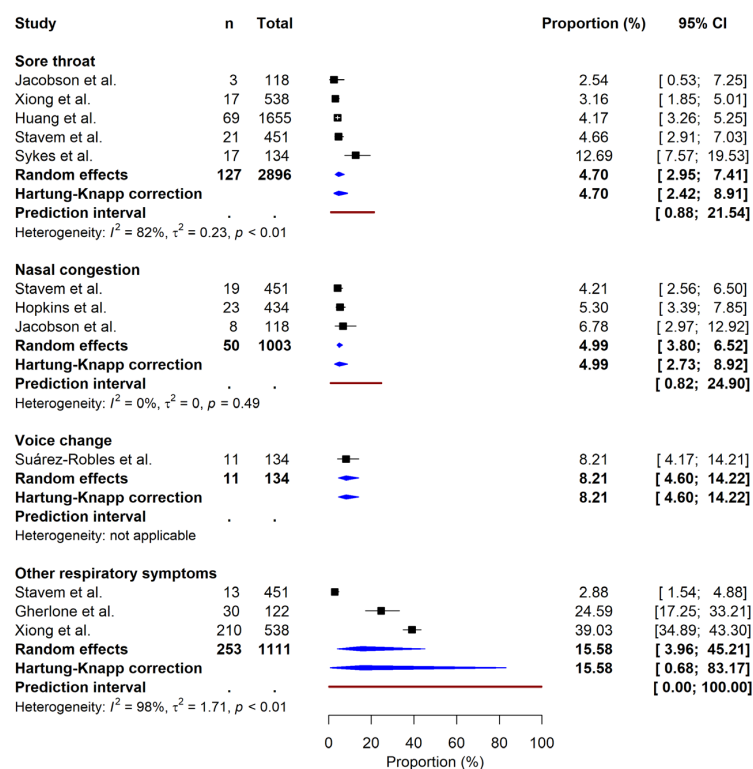 Study n Total Proportion (%) 95% CI
Sore throat
Jacobson et al. 3 118 2.54 [ 0.53; 7.25]
Xiong et al. 17 538 3.16 [ 1.85; 5.01]
Huang et al. 69 1655 4.17 [ 3.26; 5.25]
Stavem et al. 21 451 4.66 [ 2.91; 7.03]
Sykes et al. 17 134 12.69 [ 7.57; 19.53]
Random effects 127 2896 4.70 [ 2.95; 7.41]
Hartung-Knapp correction 4.70 [ 2.42; 8.91]
Prediction interval . . [ 0.88; 21.54]
Heterogeneity: I² = 82%, τ² = 0.23, p < 0.01
Nasal congestion
Stavem et al. 19 451 4.21 [ 2.56; 6.50]
Hopkins et al. 23 434 5.30 [ 3.39; 7.85]
Jacobson et al. 8 118 6.78 [ 2.97; 12.92]
Random effects 50 1003 4.99 [ 3.80; 6.52]
Hartung-Knapp correction 4.99 [ 2.73; 8.92]
Prediction interval . . [ 0.82; 24.90]
Heterogeneity: I² = 0%, τ² = 0, p = 0.49
Voice change
Suárez-Robles et al. 11 134 8.21 [ 4.17; 14.21]
Random effects 11 134 8.21 [ 4.60; 14.22]
Hartung-Knapp correction 8.21 [ 4.60; 14.22]
Prediction interval . .
Heterogeneity: not applicable
Other respiratory symptoms
Stavem et al. 13 451 2.88 [ 1.54; 4.88]
Gherlone et al. 30 122 24.59 [17.25; 33.21]
Xiong et al. 210 538 39.03 [34.89; 43.30]
Random effects 253 1111 15.58 [ 3.96; 45.21]
Hartung-Knapp correction 15.58 [ 0.68; 83.17]
Prediction interval . . [ 0.00; 100.00]
Heterogeneity: I² = 98%, τ² = 1.71, p < 0.01
0 20 40 60 80 100
Proportion (%)